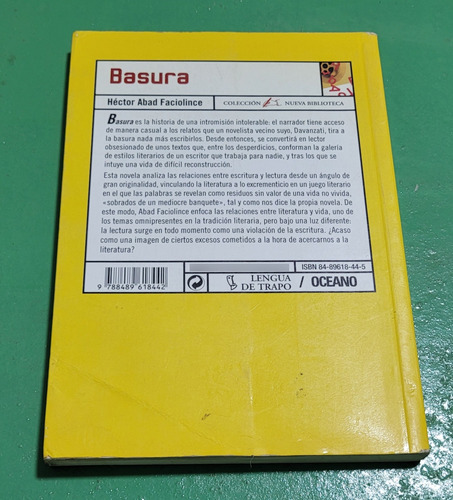 Basura
Héctor Abad Faciolince
COLECCIÓN NUEVA BIBLIOTECA
Basura es la historia de una intromisión intolerable: el narrador tiene acceso
de manera casual a los relatos que un novelista vecino suyo, Davanzati, tira a
la basura nada más escribirlos. Desde entonces, se convertirá en lector
obsesionado de unos textos que, entre los desperdicios, conforman la galería
de estilos literarios de un escritor que trabaja para nadie, y tras los que se
intuye una vida de difícil reconstrucción.
Esta novela analiza las relaciones entre escritura y lectura desde un ángulo de
gran originalidad, vinculando la literatura a lo excrementicio en un juego literario
en el que las palabras se revelan como residuos sin valor de una vida no vivida,
«sobrados de un mediocre banquete», tal y como nos dice la propia novela. De
este modo, Abad Faciolince enfoca las relaciones entre literatura y vida, uno de
los temas omnipresentes en la tradición literaria, pero bajo una luz diferente:
la lectura surge en todo momento como una violación de la escritura. ¿Acaso
como una imagen de ciertos excesos cometidos a la hora de acercarnos a la
literatura?
ISBN 84-89618-44-5
9 788489 618442
LENGUA
DE TRAPO / OCEANO